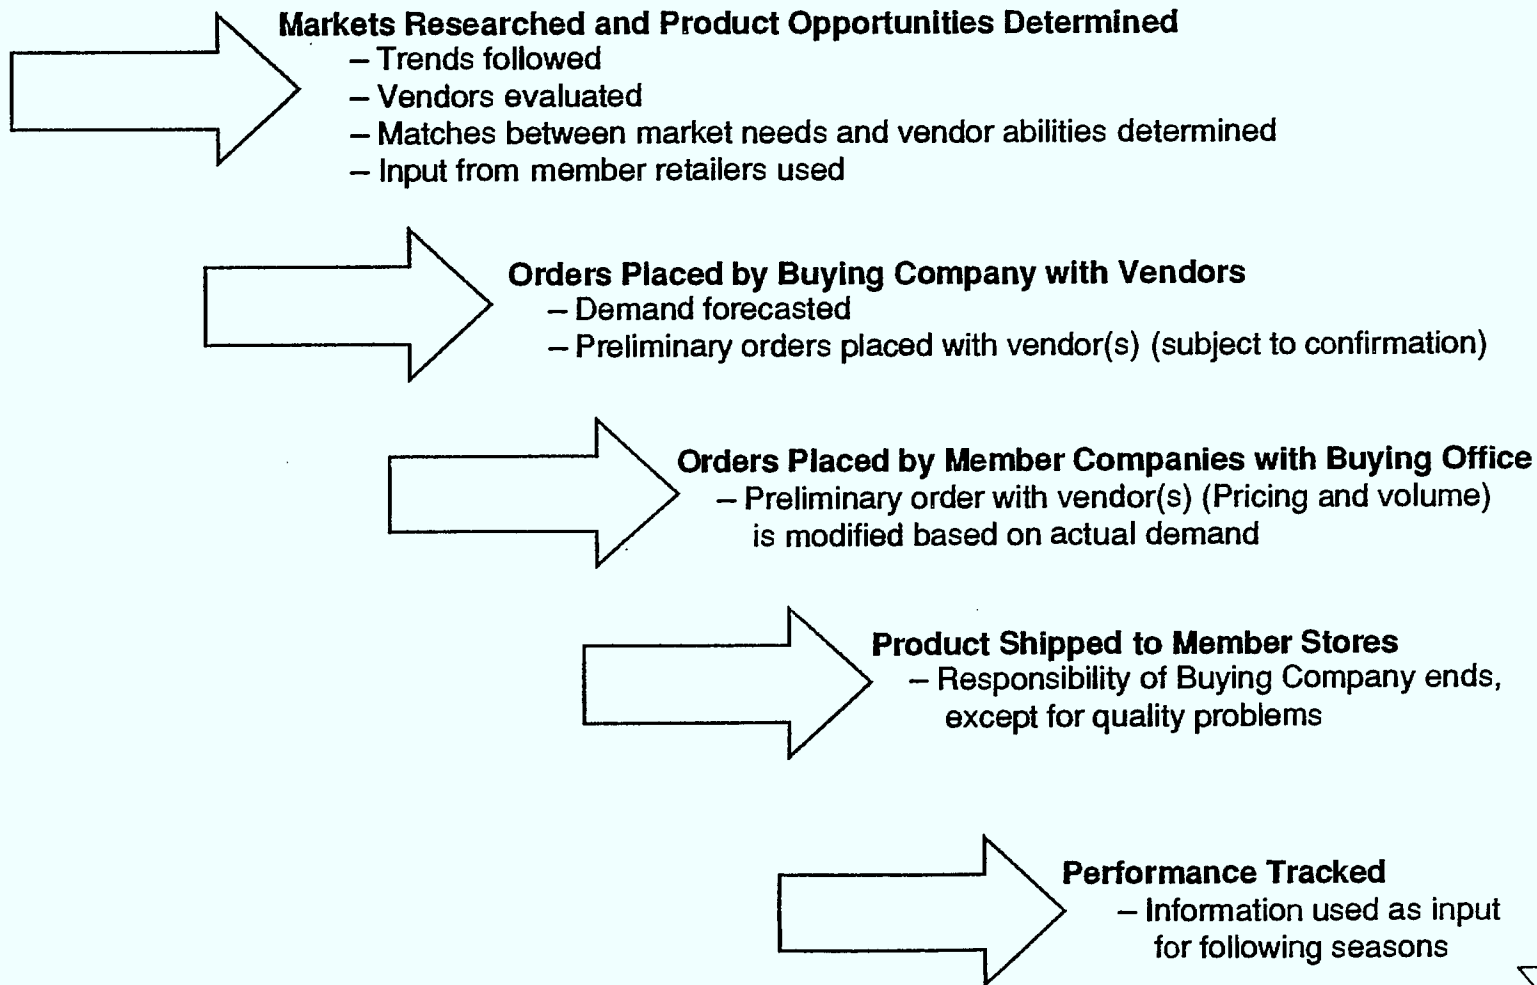 Markets Researched and Product Opportunities Determined
– Trends followed
– Vendors evaluated
– Matches between market needs and vendor abilities determined
– Input from member retailers used
Orders Placed by Buying Company with Vendors
– Demand forecasted
– Preliminary orders placed with vendor(s) (subject to confirmation)
Orders Placed by Member Companies with Buying Office
– Preliminary order with vendor(s) (Pricing and volume)
is modified based on actual demand
Product Shipped to Member Stores
– Responsibility of Buying Company ends,
except for quality problems
Performance Tracked
– Information used as input
for following seasons